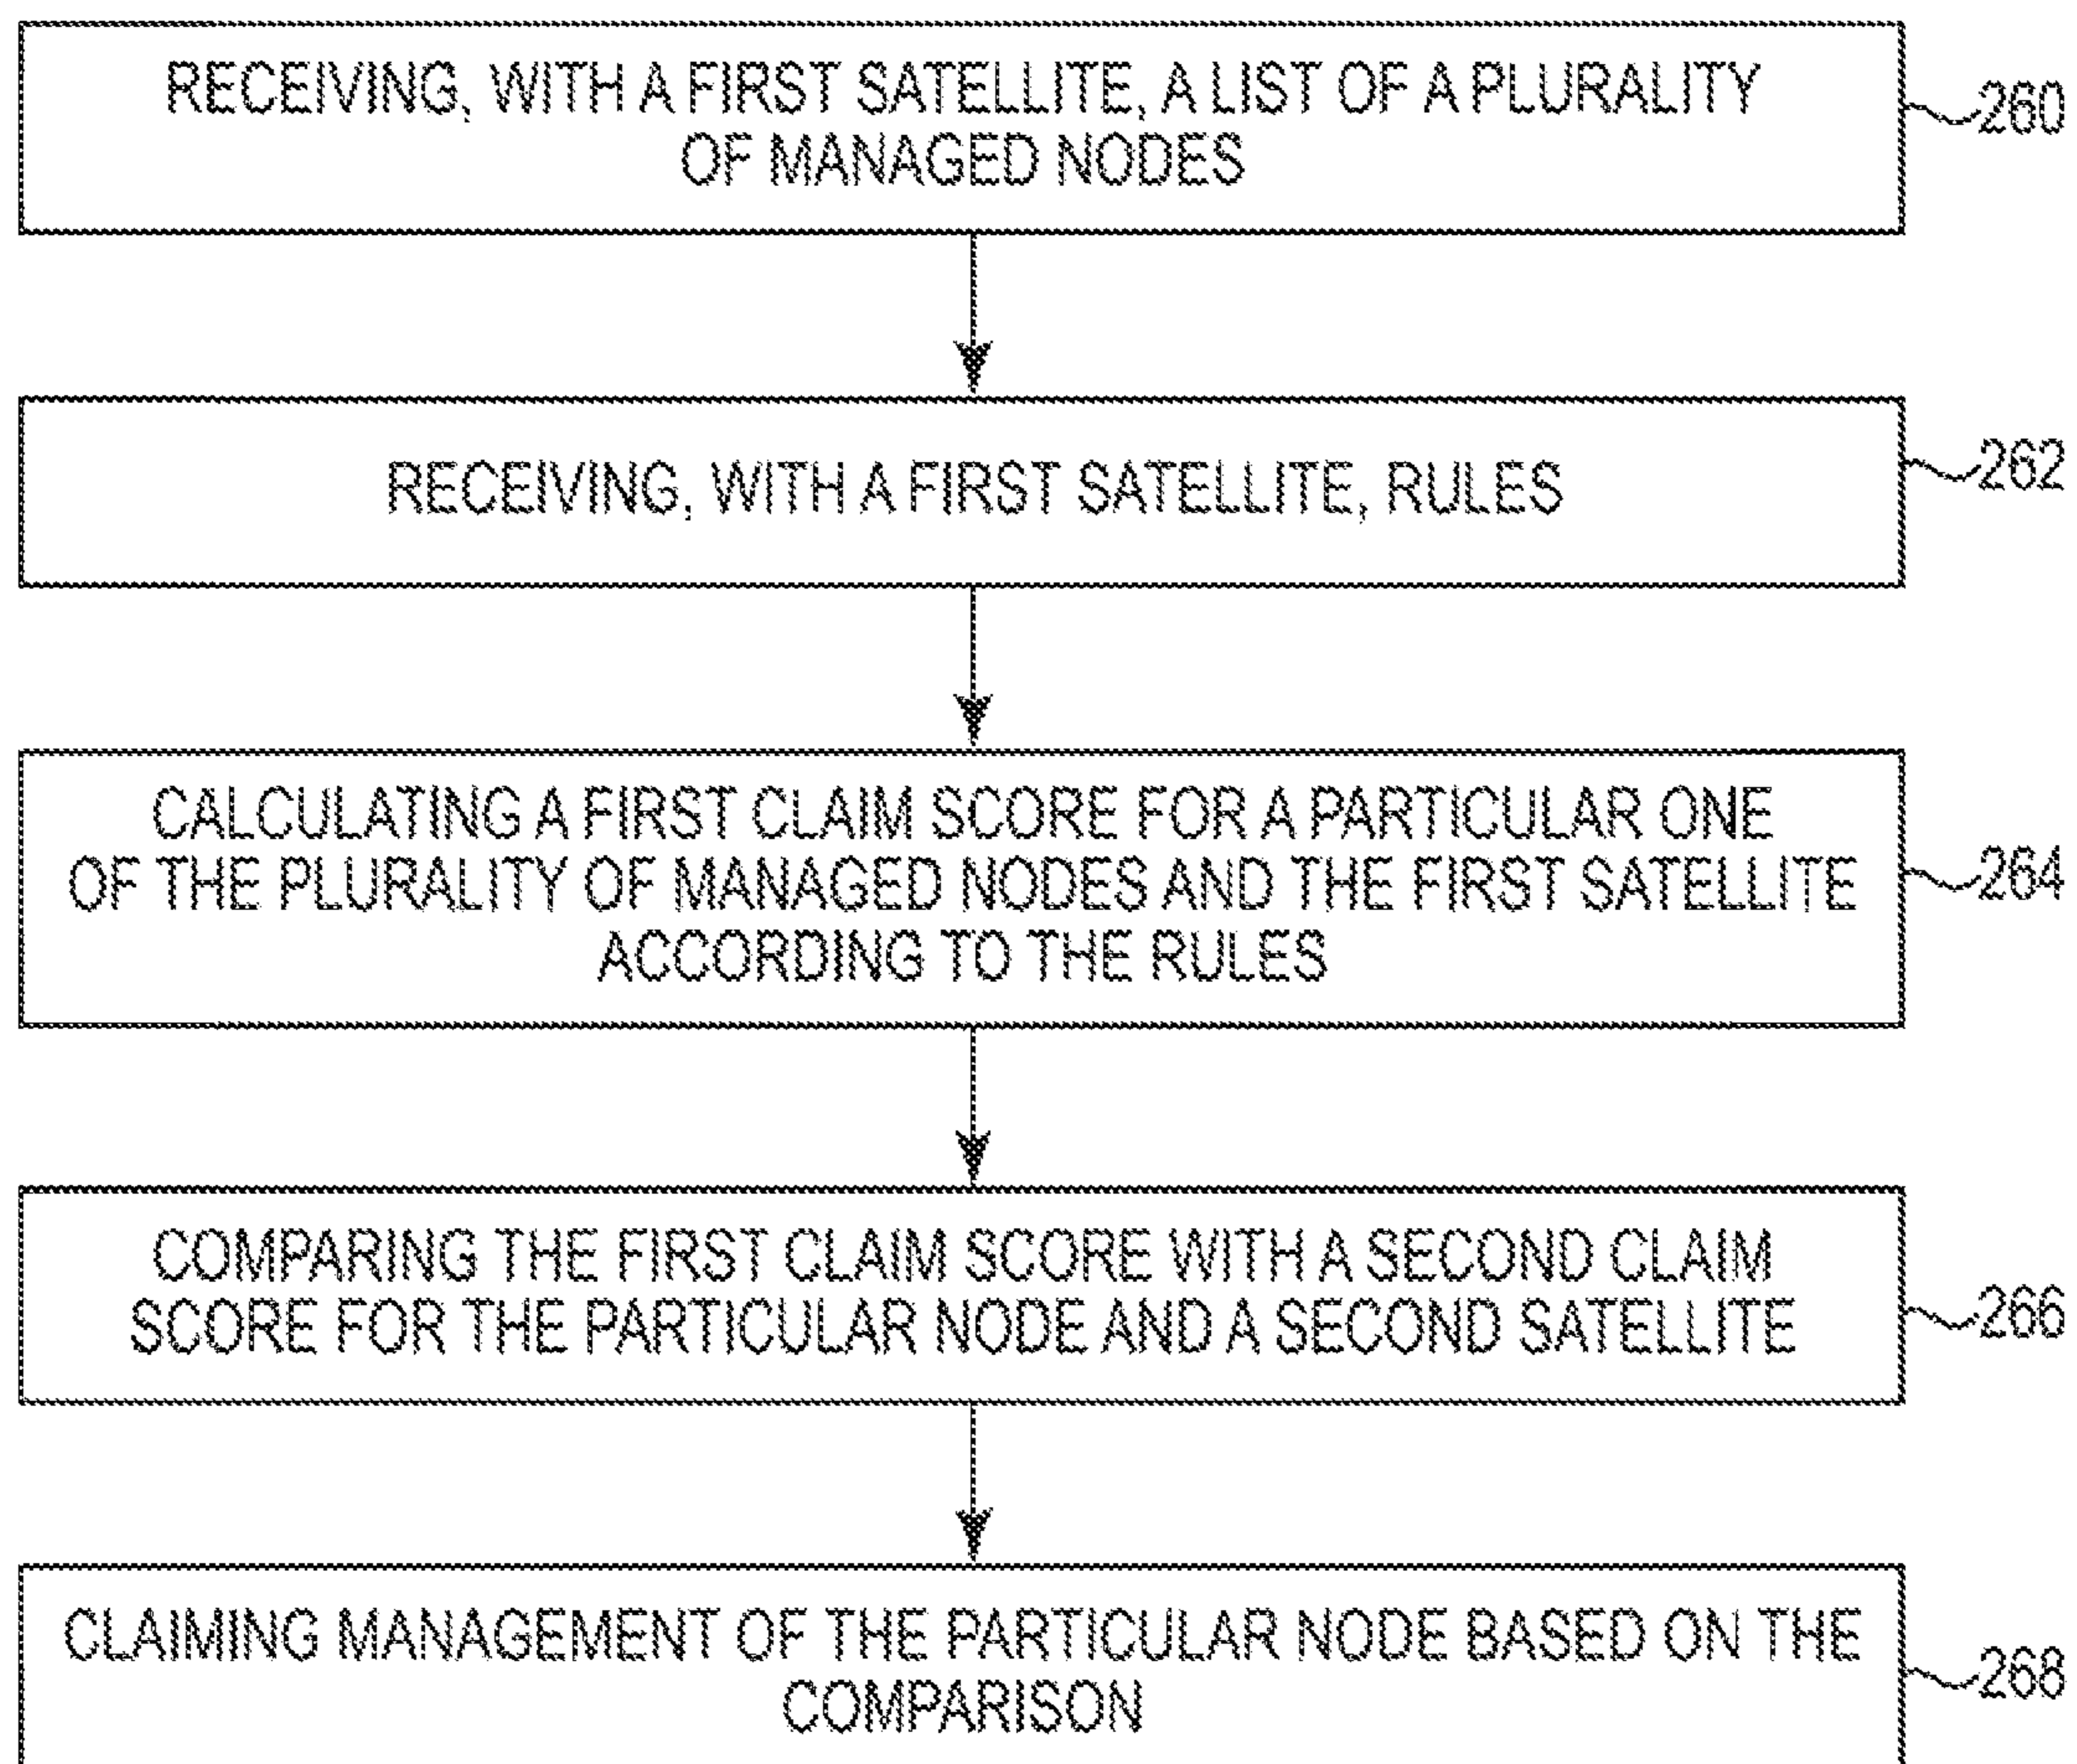 RECEIVING, WITH A FIRST SATELLITE, A LIST OF A PLURALITY
OF MANAGED NODES
260
RECEIVING, WITH A FIRST SATELLITE, RULES
262
CALCULATING A FIRST CLAIM SCORE FOR A PARTICULAR ONE
OF THE PLURALITY OF MANAGED NODES AND THE FIRST SATELLITE
ACCORDING TO THE RULES
264
COMPARING THE FIRST CLAIM SCORE WITH A SECOND CLAIM
SCORE FOR THE PARTICULAR NODE AND A SECOND SATELLITE
266
CLAIMING MANAGEMENT OF THE PARTICULAR NODE BASED ON THE
COMPARISON
268